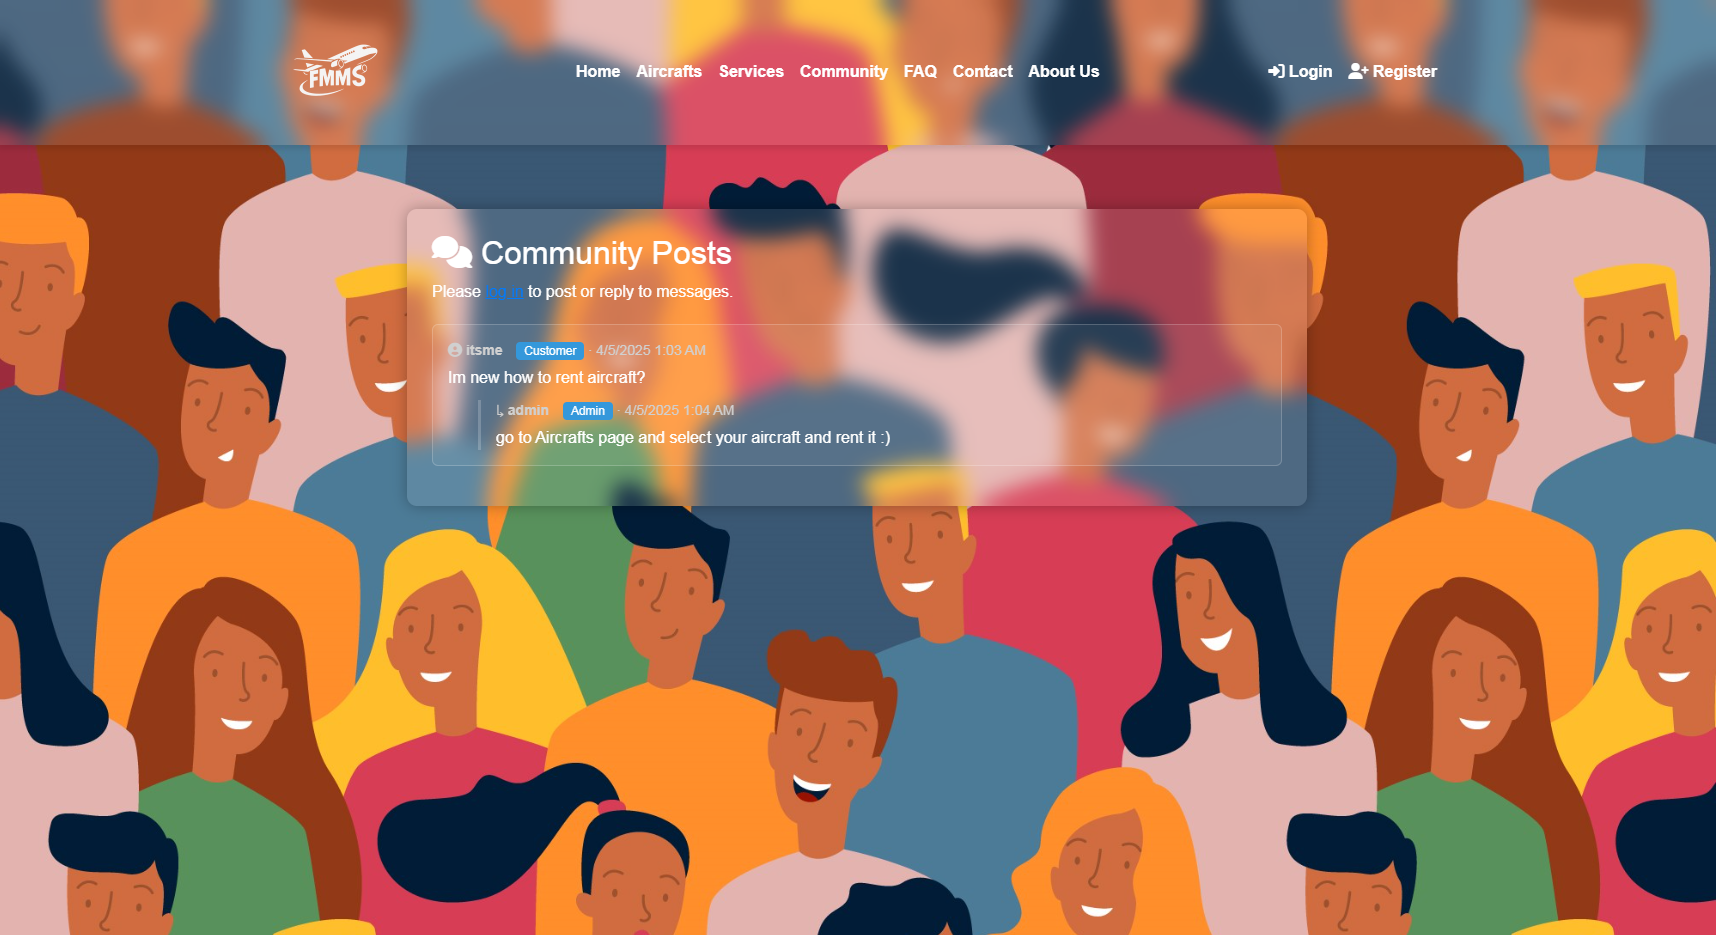 FMMS
Home Aircrafts Services Community FAQ Contact About Us
Login Register
Community Posts
Please log in to post or reply to messages.
itsme Customer · 4/5/2025 1:03 AM
Im new how to rent aircraft?
admin Admin · 4/5/2025 1:04 AM
go to Aircrafts page and select your aircraft and rent it :)